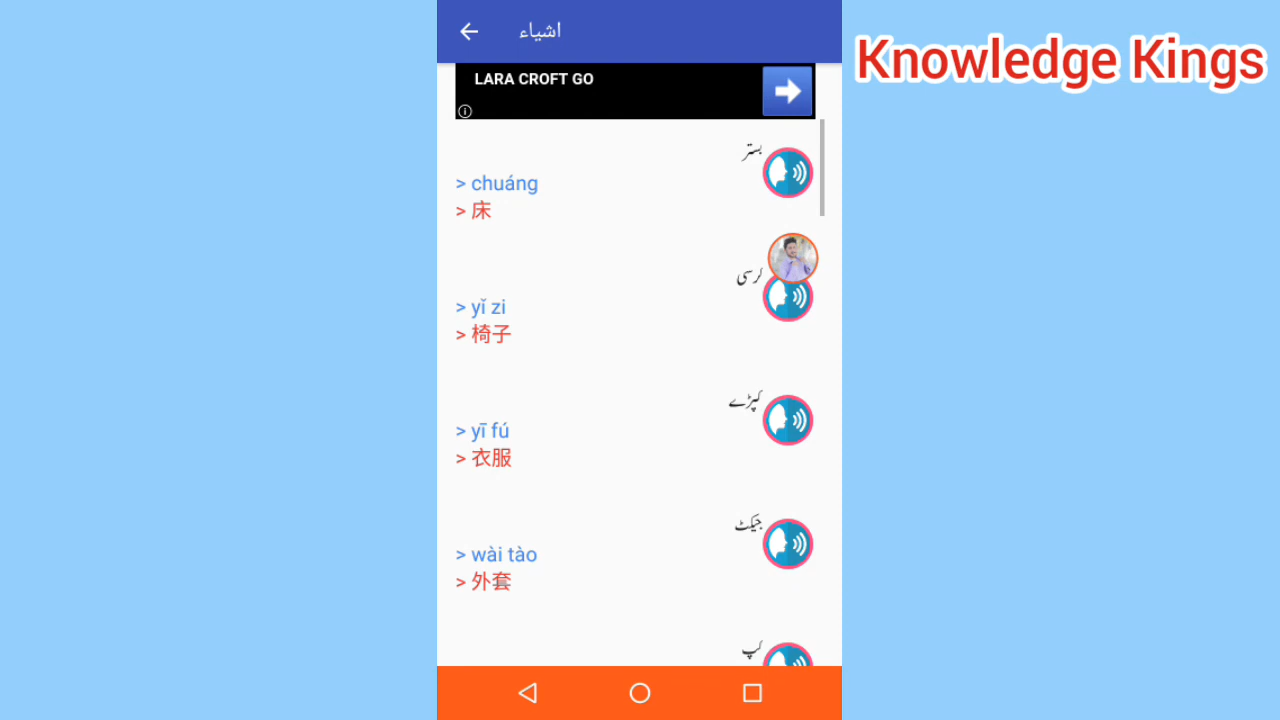 اشیاء
Knowledge Kings
LARA CROFT GO
بستر
> chuáng
> 床
کرسی
> yǐ zi
> 椅子
کپڑے
> yī fú
> 衣服
جیکٹ
> wài tào
> 外套
کپ